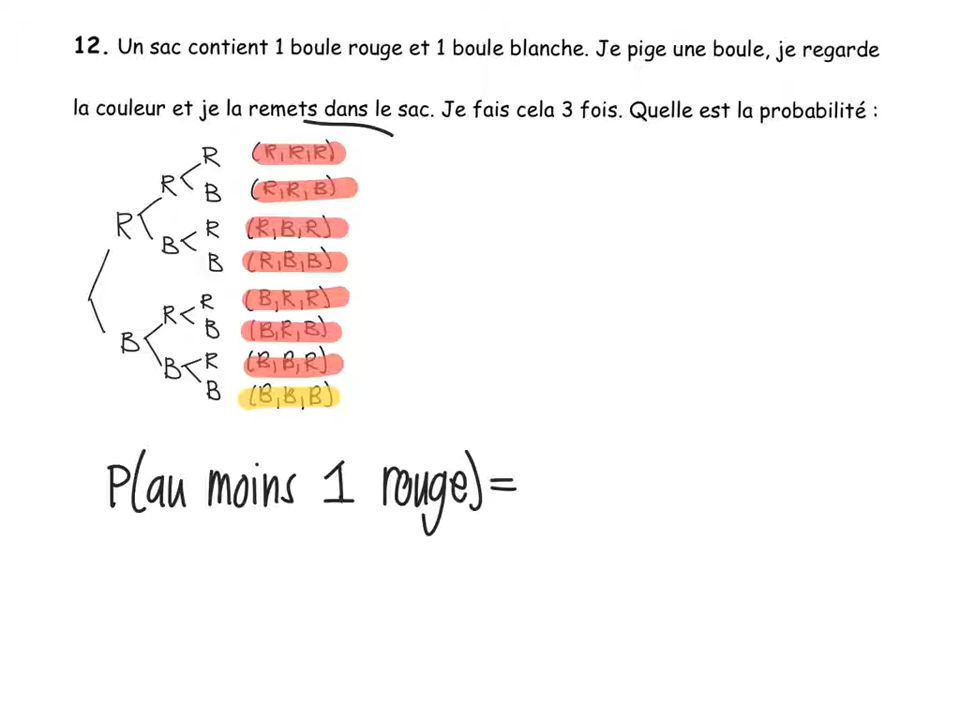 12. Un sac contient 1 boule rouge et 1 boule blanche. Je pige une boule, je regarde
la couleur et je la remets dans le sac. Je fais cela 3 fois. Quelle est la probabilité :
R (R,R,R)
R
B (R,R,B)
R
R (R,B,R)
B
B (R,B,B)
R (B,R,R)
R
B (B,R,B)
B
R (B,B,R)
B
B (B,B,B)
P(au moins 1 rouge)=